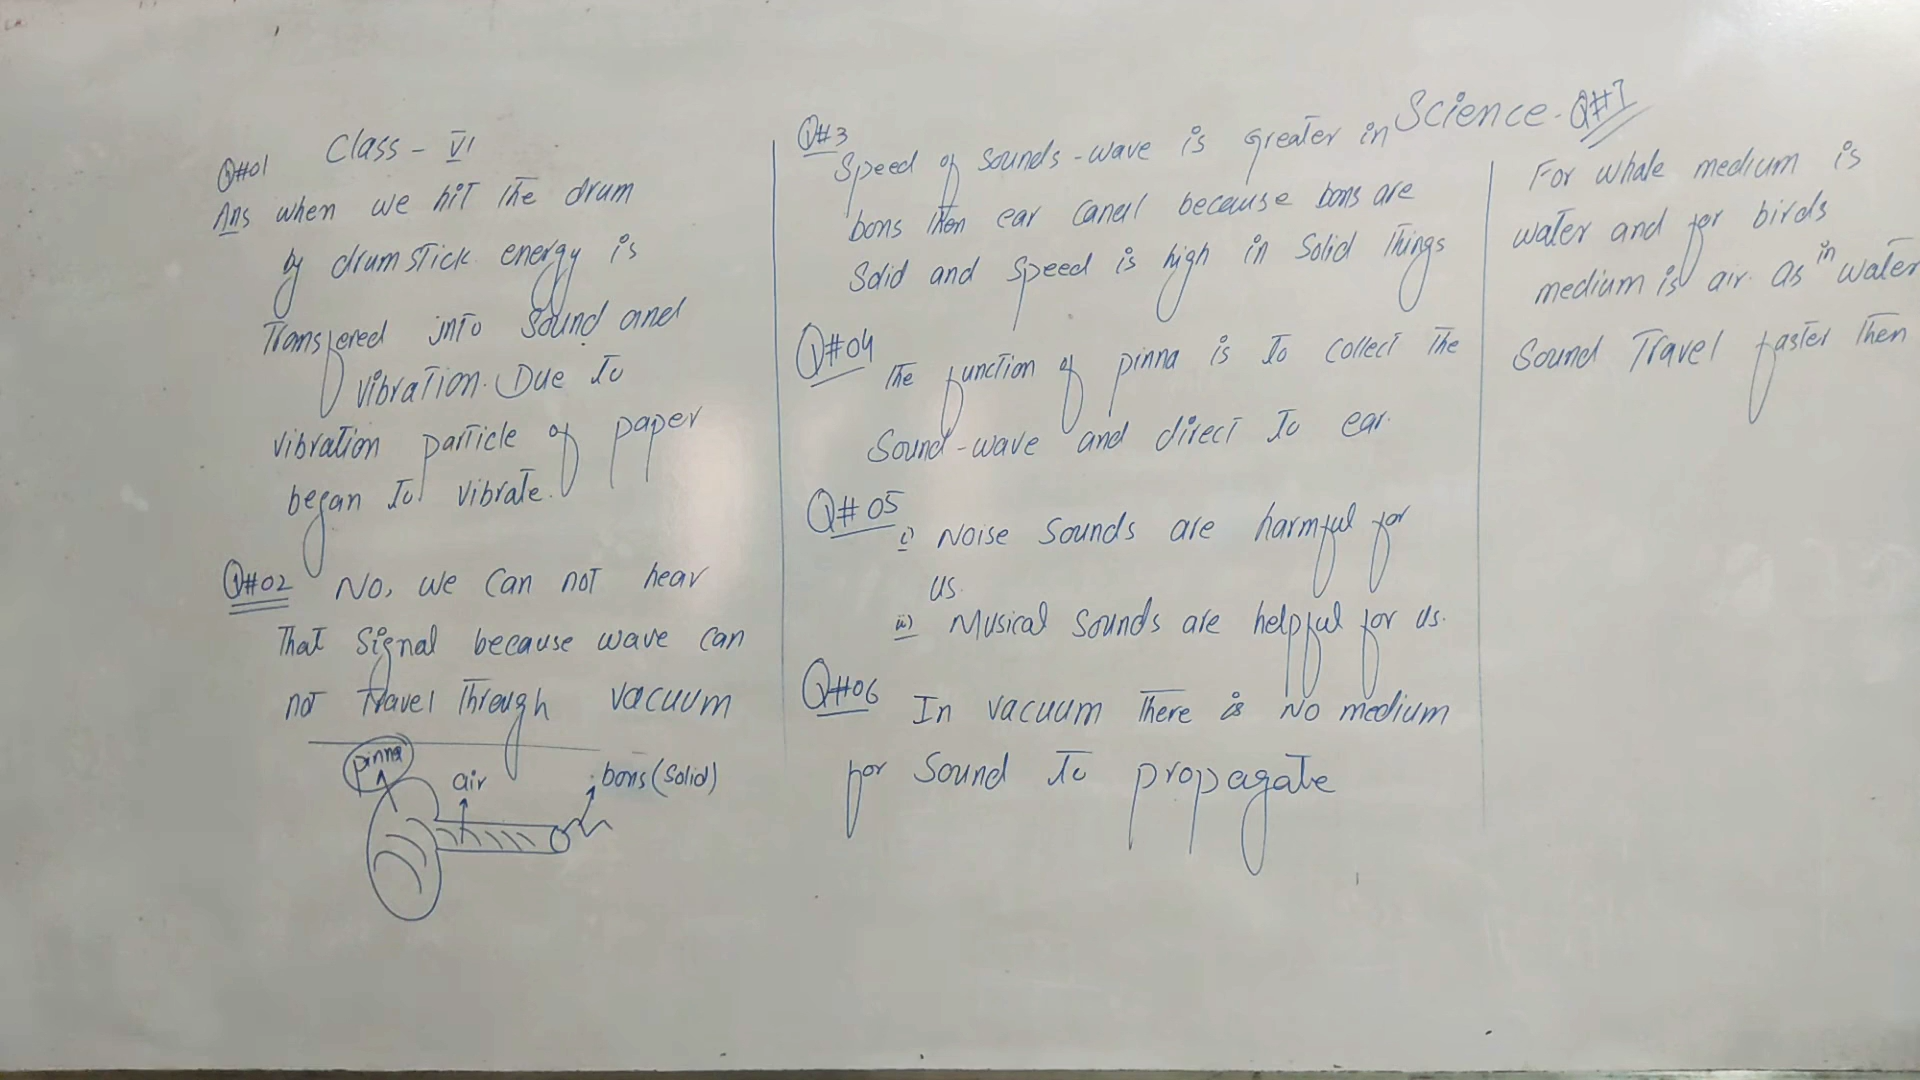 Class - VI
Science.
Q#01
Ans when we hit the drum
by drumstick energy is
Transfered into sound and
vibration. Due to
vibration particle of paper
began to vibrate.
Q#02 No, we can not hear
That signal because wave can
not travel through vacuum
pinna
air
bons (solid)
Q#3
Speed of sounds-wave is greater in
bons then ear canal because bons are
Solid and speed is high in solid things
Q#04
The function of pinna is to collect the
Sound-wave and direct to ear.
Q#05
i) Noise sounds are harmful for
us.
ii) Musical sounds are helpful for us.
Q#06
In vacuum there is no medium
for sound to propagate
Q#7
For whale medium is
water and for birds
medium is air. as in water
Sound Travel faster then